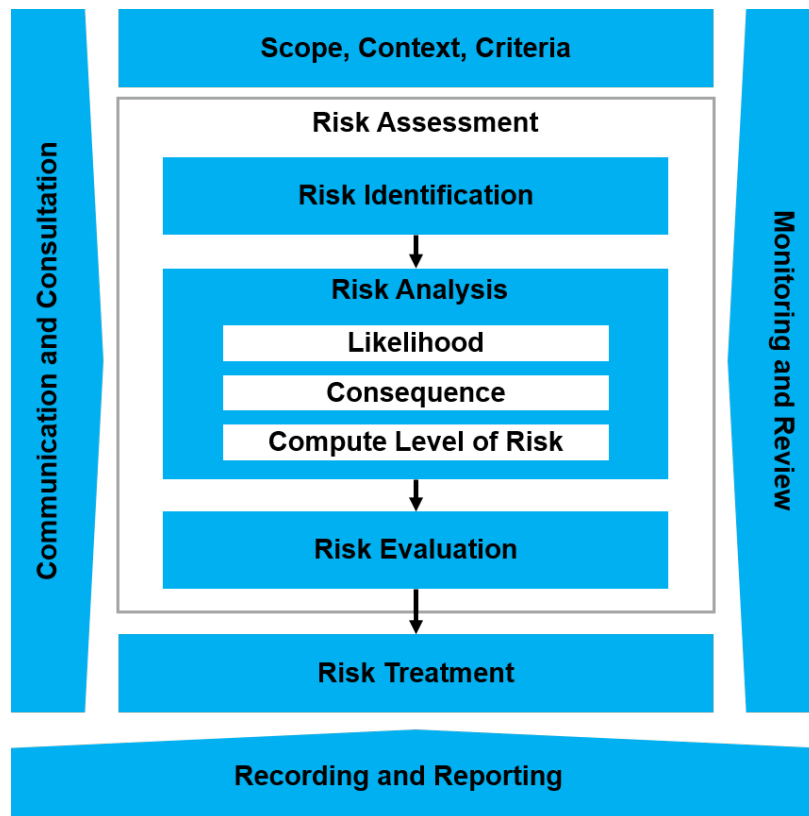 Scope, Context, Criteria
Risk Assessment
Risk Identification
Risk Analysis
Likelihood
Consequence
Compute Level of Risk
Risk Evaluation
Risk Treatment
Recording and Reporting
Communication and Consultation
Monitoring and Review